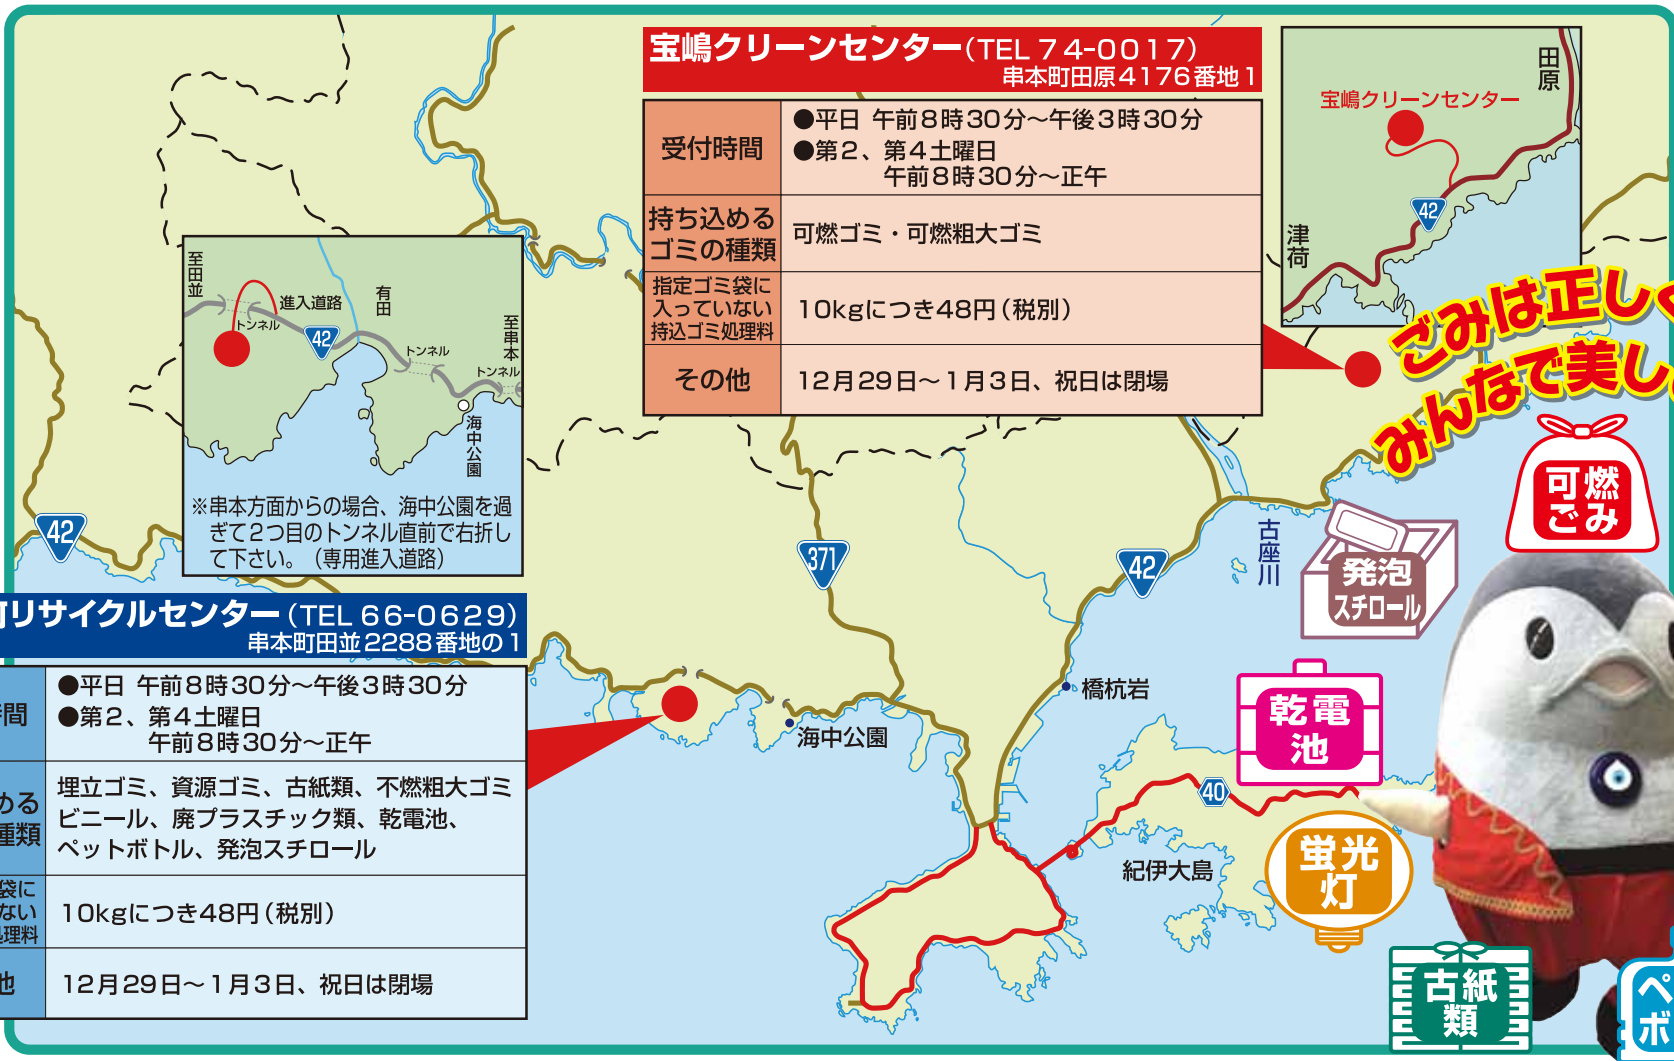 宝嶋クリーンセンター(TEL 74-0017)
串本町田原4176番地1
受付時間
●平日 午前8時30分～午後3時30分
●第2、第4土曜日
午前8時30分～正午
持ち込める
ゴミの種類
可燃ゴミ・可燃粗大ゴミ
指定ゴミ袋に
入っていない
持込ゴミ処理料
10kgにつき48円(税別)
その他
12月29日～1月3日、祝日は閉場
田原
宝嶋クリーンセンター
42
津荷
至田並
進入道路
トンネル
有田
42
至串本
トンネル
トンネル
海中公園
※串本方面からの場合、海中公園を過
ぎて2つ目のトンネル直前で右折し
て下さい。(専用進入道路)
ごみは正しく
みんなで美し
可燃
ごみ
発泡
スチロール
乾電
池
蛍光
灯
古紙
類
ペ
ボ
42
371
42
古座川
橋杭岩
海中公園
40
紀伊大島
町リサイクルセンター(TEL 66-0629)
串本町田並2288番地の1
時間
●平日 午前8時30分～午後3時30分
●第2、第4土曜日
午前8時30分～正午
める
種類
埋立ゴミ、資源ゴミ、古紙類、不燃粗大ゴミ
ビニール、廃プラスチック類、乾電池、
ペットボトル、発泡スチロール
袋に
ない
処理料
10kgにつき48円(税別)
他
12月29日～1月3日、祝日は閉場